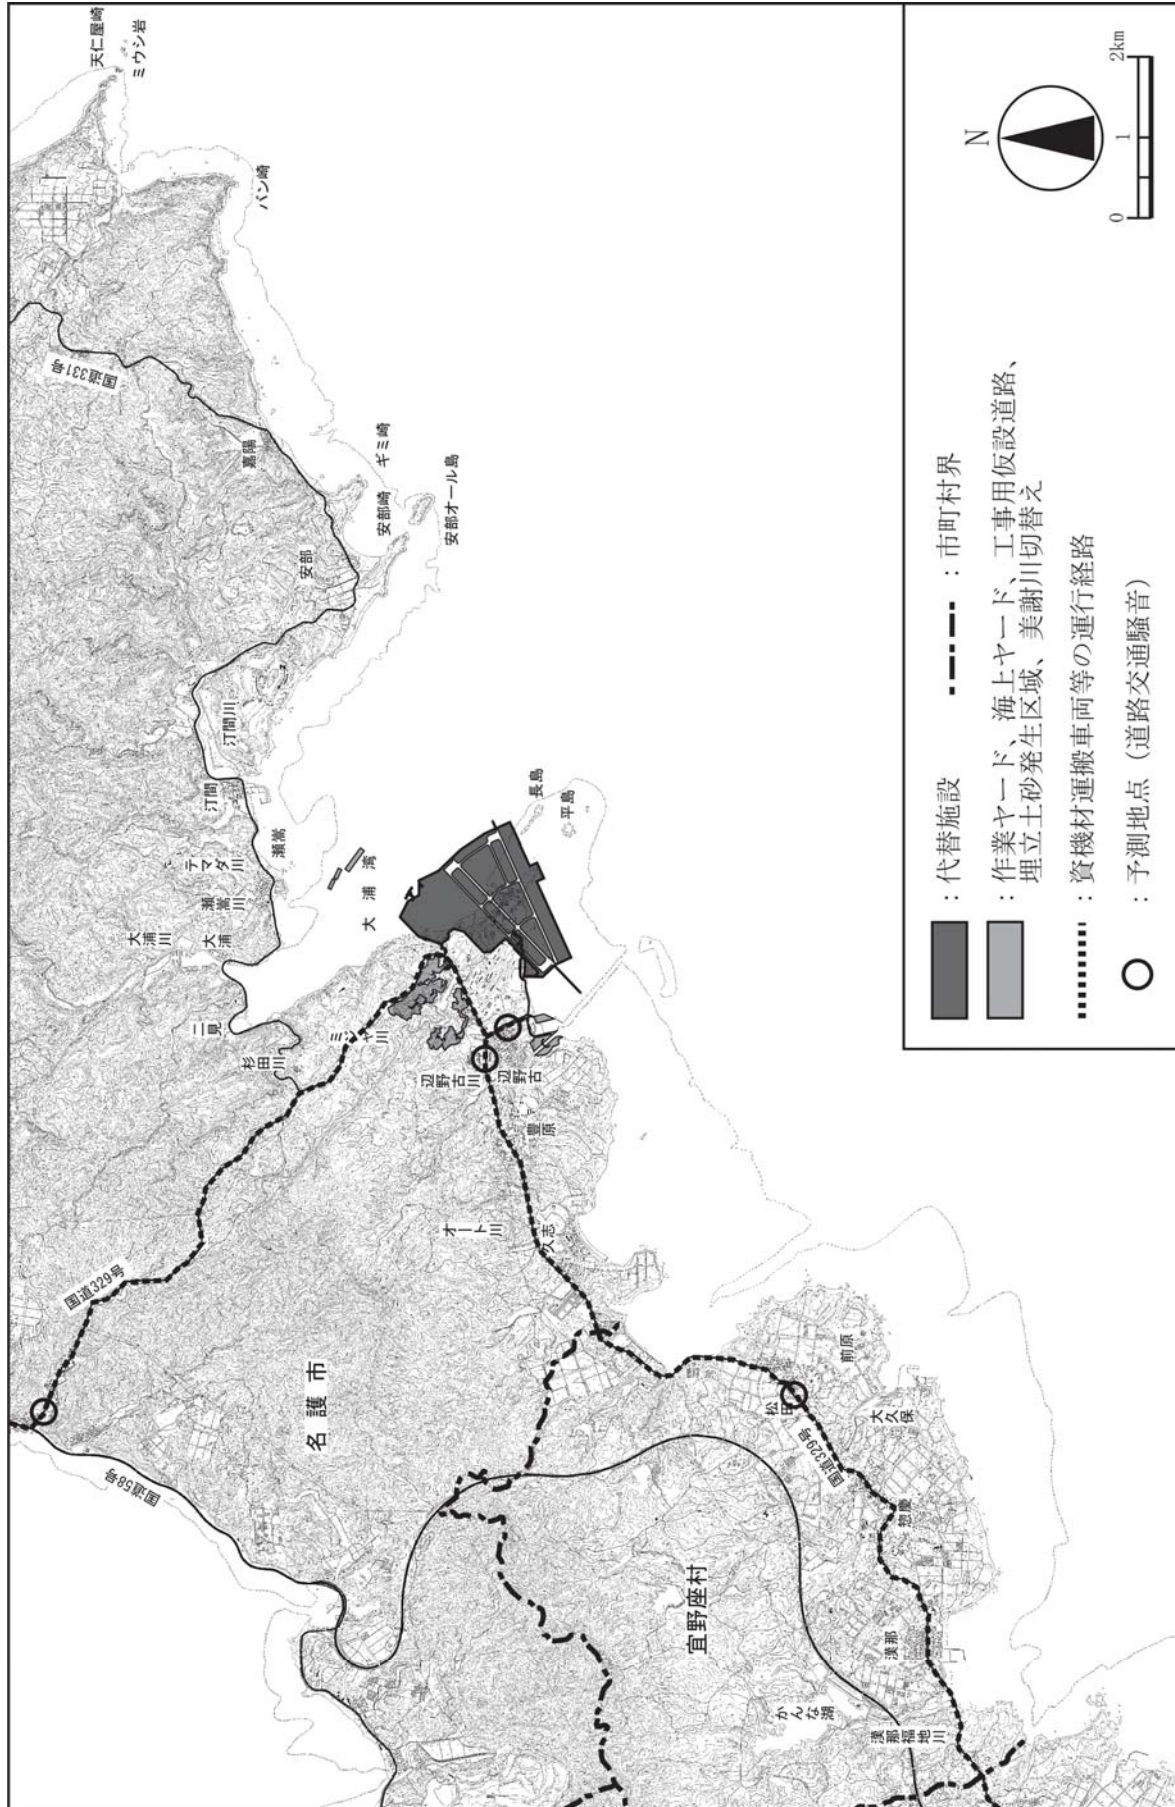 天仁屋崎
ミウシ岩
バン崎
国道331号
嘉陽
ギミ崎
安部崎
安部オール島
安部
汀間川
汀間
瀬嵩
テマダ川
瀬嵩川
大浦川
大浦
大浦湾
二見
杉田川
ミジャ川
長島
平島
辺野古川
辺野古
豊原
オートト川
久志
国道329号
名護市
国道58号
松田
前原
大久保
国道329号
惣慶
宜野座村
漢那
かんな湖
漢那福地川
：代替施設
：市町村界
：作業ヤード、海上ヤード、工事用仮設道路、
埋立土砂発生区域、美謝川切替え
：資機材運搬車両等の運行経路
：予測地点（道路交通騒音）
N
0 1 2km